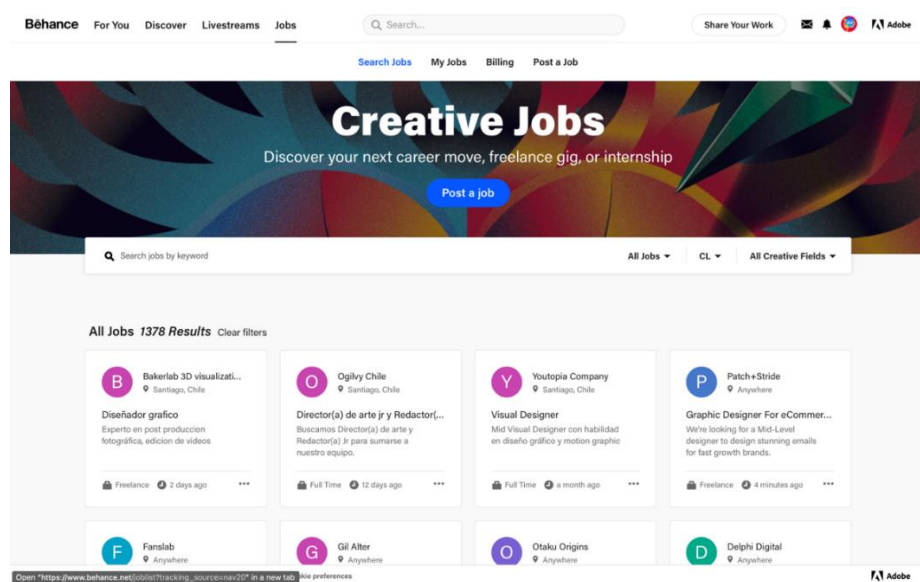 Bēhance For You Discover Livestreams Jobs Search... Share Your Work Adobe
Search Jobs My Jobs Billing Post a Job
Creative Jobs
Discover your next career move, freelance gig, or internship
Post a job
Search jobs by keyword All Jobs CL All Creative Fields
All Jobs 1378 Results Clear filters
B
Bakerlab 3D visualizati...
Santiago, Chile
Diseñador grafico
Experto en post produccion
fotográfica, edicion de videos
Freelance 2 days ago
O
Ogilvy Chile
Santiago, Chile
Director(a) de arte jr y Redactor(...
Buscamos Director(a) de arte y
Redactor(a) Jr para sumarse a
nuestro equipo.
Full Time 12 days ago
Y
Youtopia Company
Santiago, Chile
Visual Designer
Mid Visual Designer con habilidad
en diseño gráfico y motion graphic
Full Time a month ago
P
Patch+Stride
Anywhere
Graphic Designer For eCommer...
We're looking for a Mid-Level
designer to design stunning emails
for fast growth brands.
Freelance 4 minutes ago
F
Fanslab
Anywhere
G
Gil Alter
Anywhere
O
Otaku Origins
Anywhere
D
Delphi Digital
Anywhere
Open "https://www.behance.net/joblist?tracking_source=nav20" in a new tab preferences Adobe